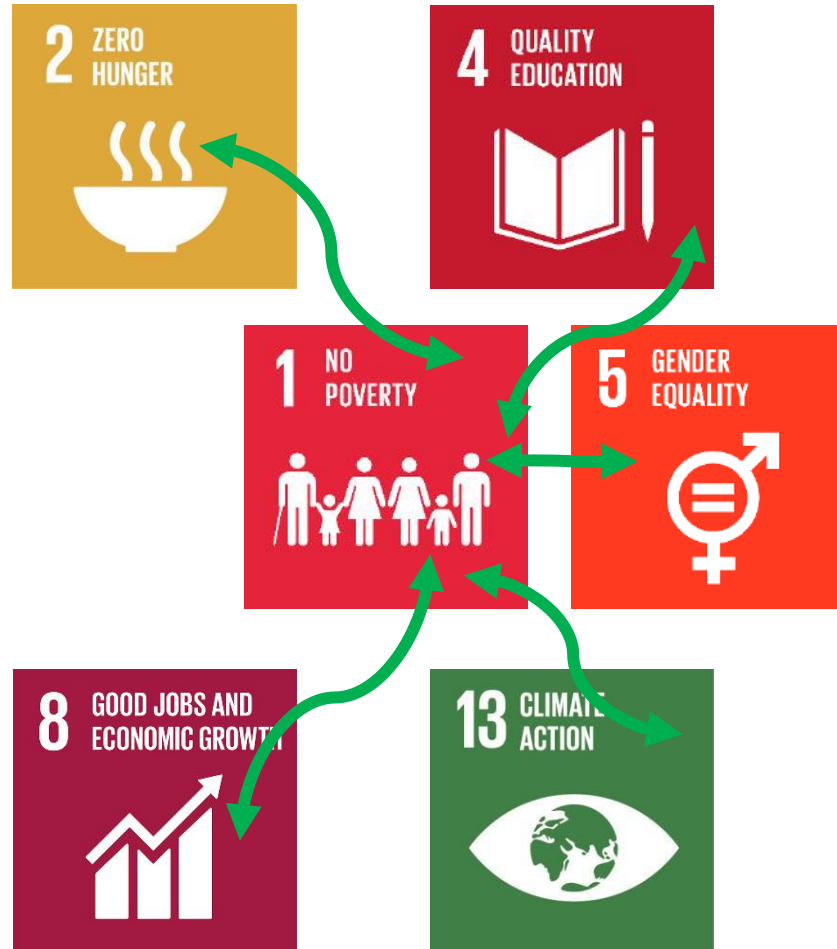 2 ZERO
HUNGER
4 QUALITY
EDUCATION
1 NO
POVERTY
5 GENDER
EQUALITY
8 GOOD JOBS AND
ECONOMIC GROWTH
13 CLIMATE
ACTION